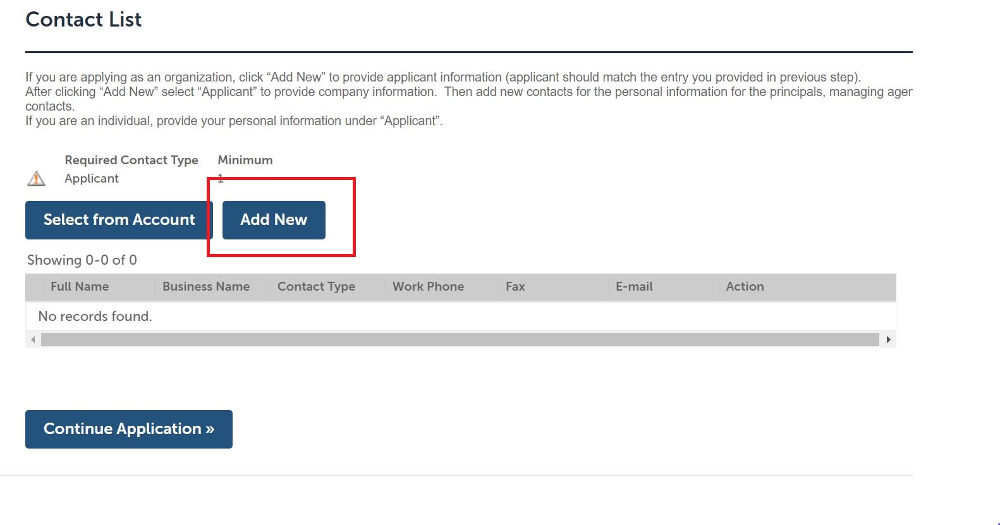 Contact List
If you are applying as an organization, click “Add New” to provide applicant information (applicant should match the entry you provided in previous step).
After clicking “Add New” select “Applicant” to provide company information.  Then add new contacts for the personal information for the principals, managing ager
contacts.
If you are an individual, provide your personal information under “Applicant”.
Required Contact Type Minimum
Applicant 1
Select from Account Add New
Showing 0-0 of 0
Full Name Business Name Contact Type Work Phone Fax E-mail Action
No records found.
Continue Application »